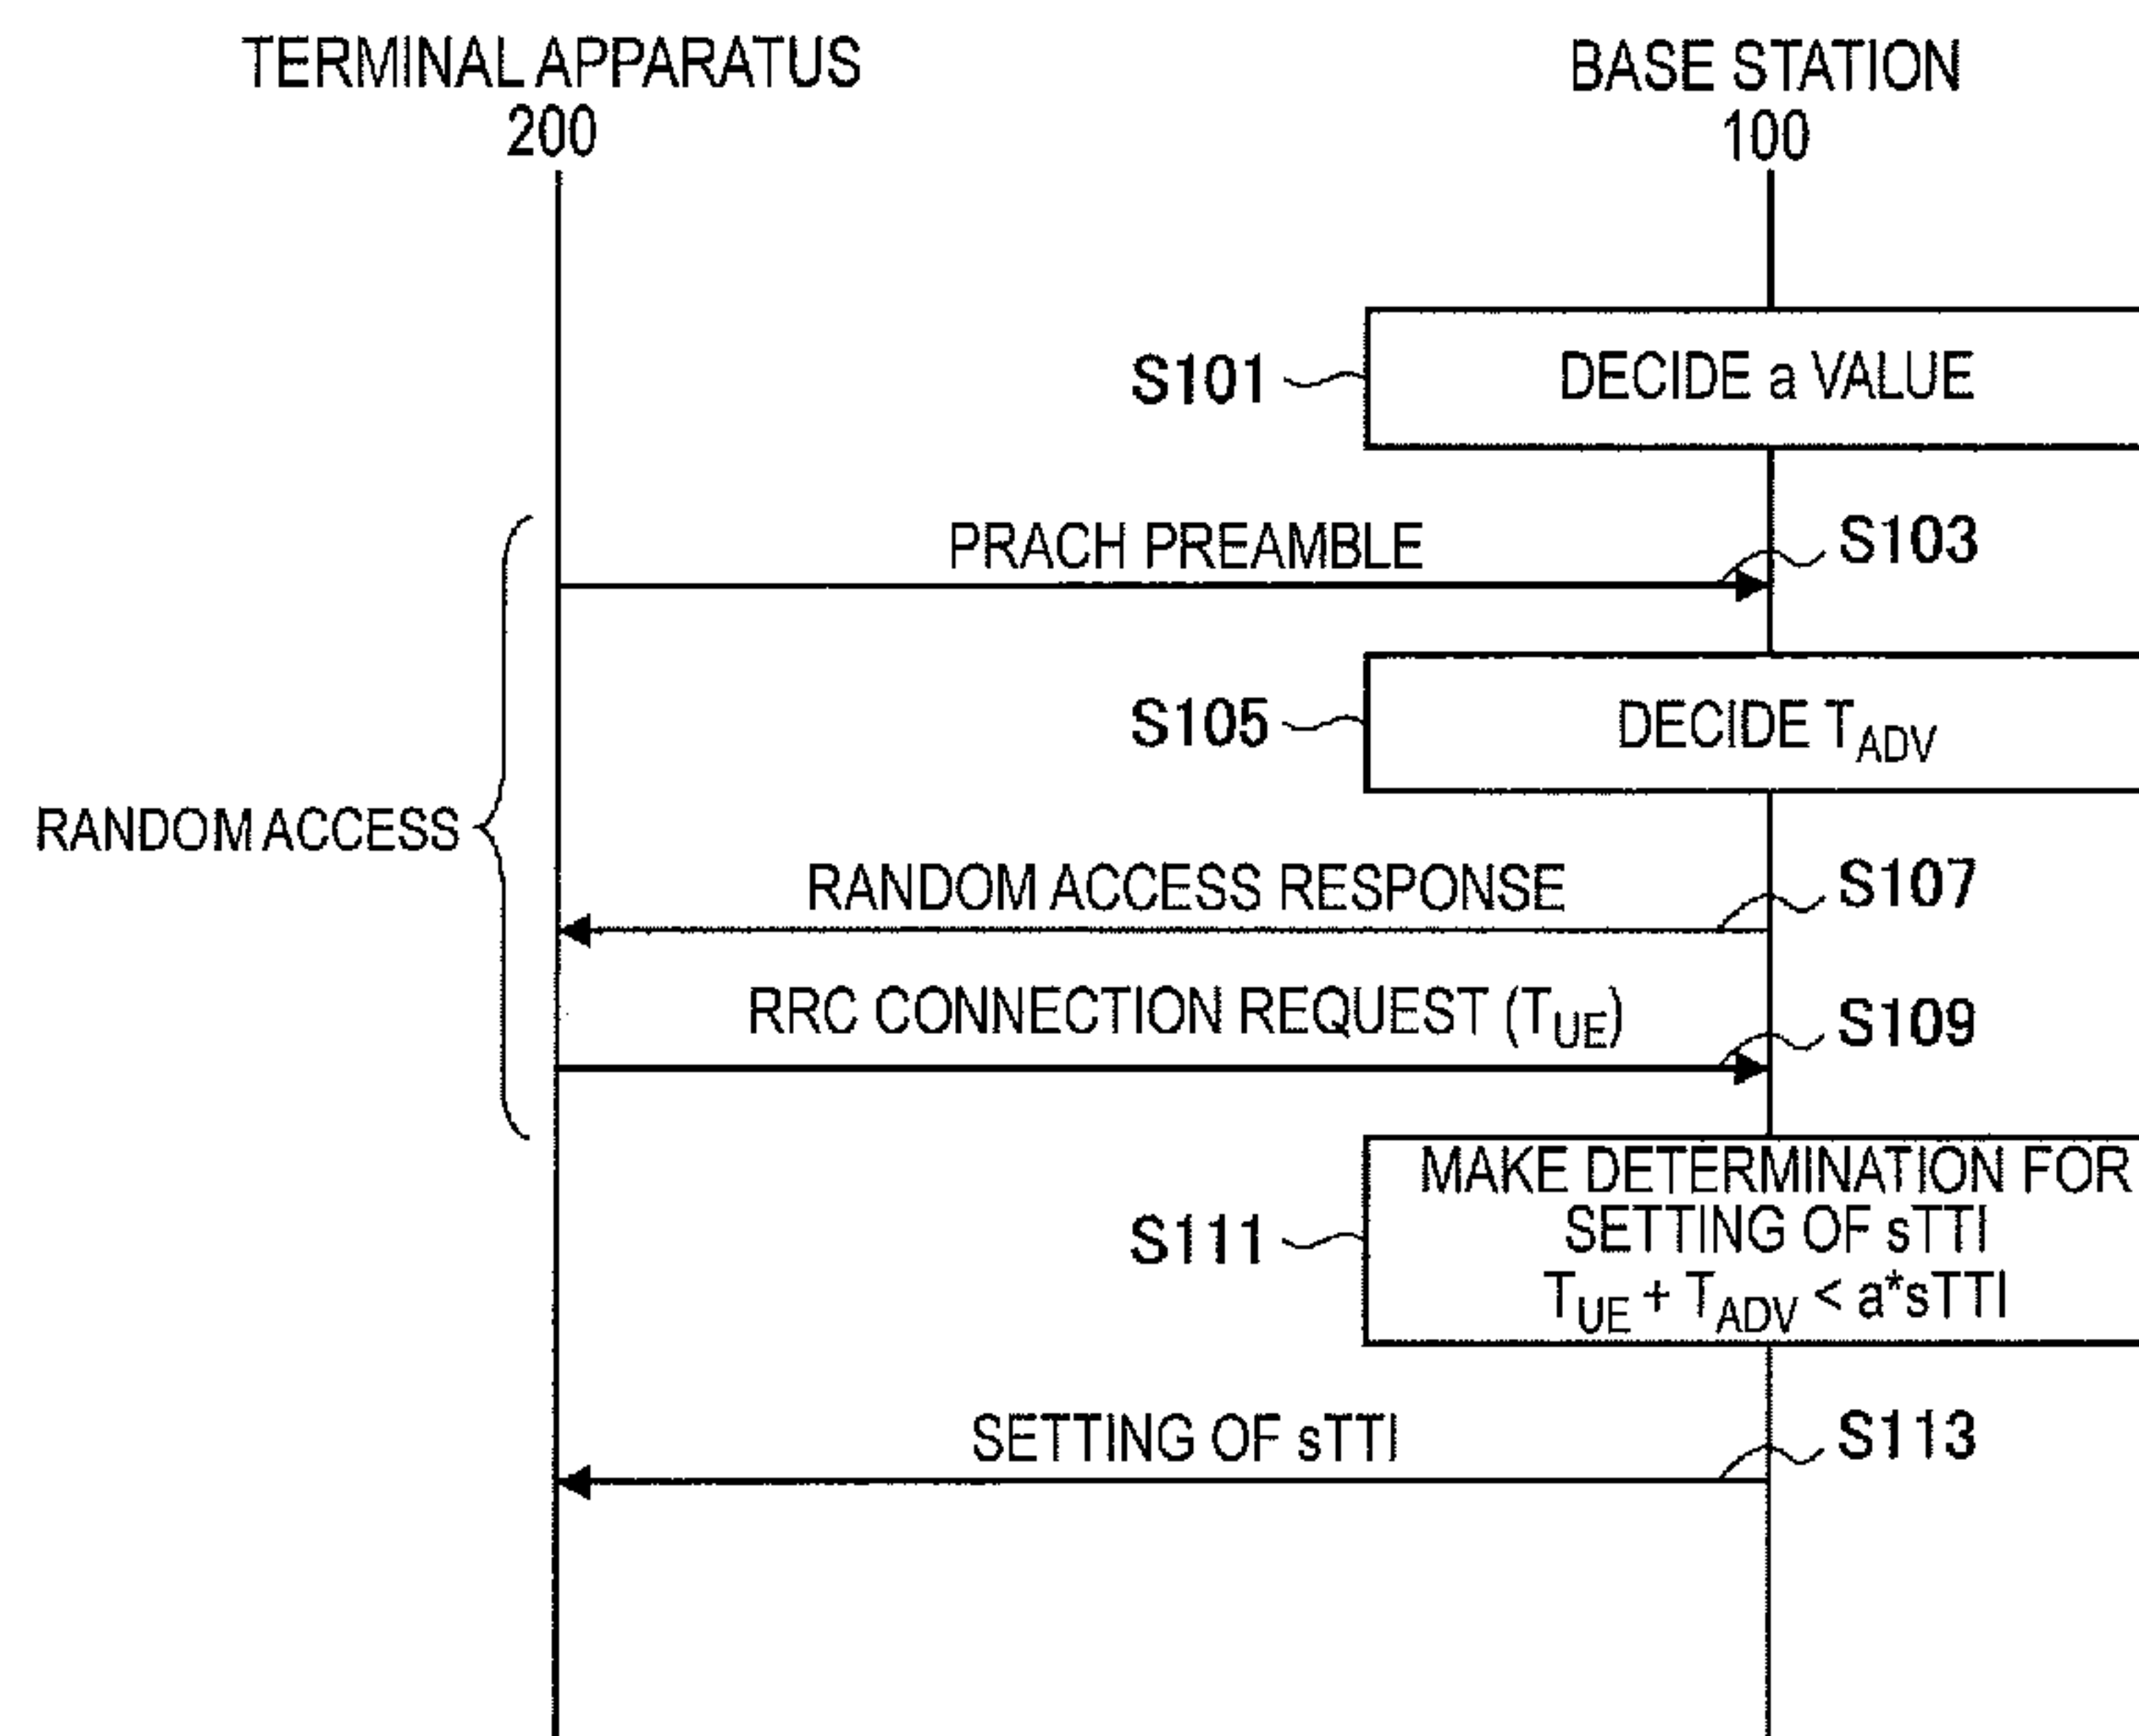 TERMINAL APPARATUS
200
BASE STATION
100
S101
DECIDE a VALUE
PRACH PREAMBLE
S103
S105
DECIDE T_ADV
RANDOM ACCESS
RANDOM ACCESS RESPONSE
S107
RRC CONNECTION REQUEST (T_UE)
S109
S111
MAKE DETERMINATION FOR
SETTING OF sTTI
T_UE + T_ADV < a*sTTI
SETTING OF sTTI
S113